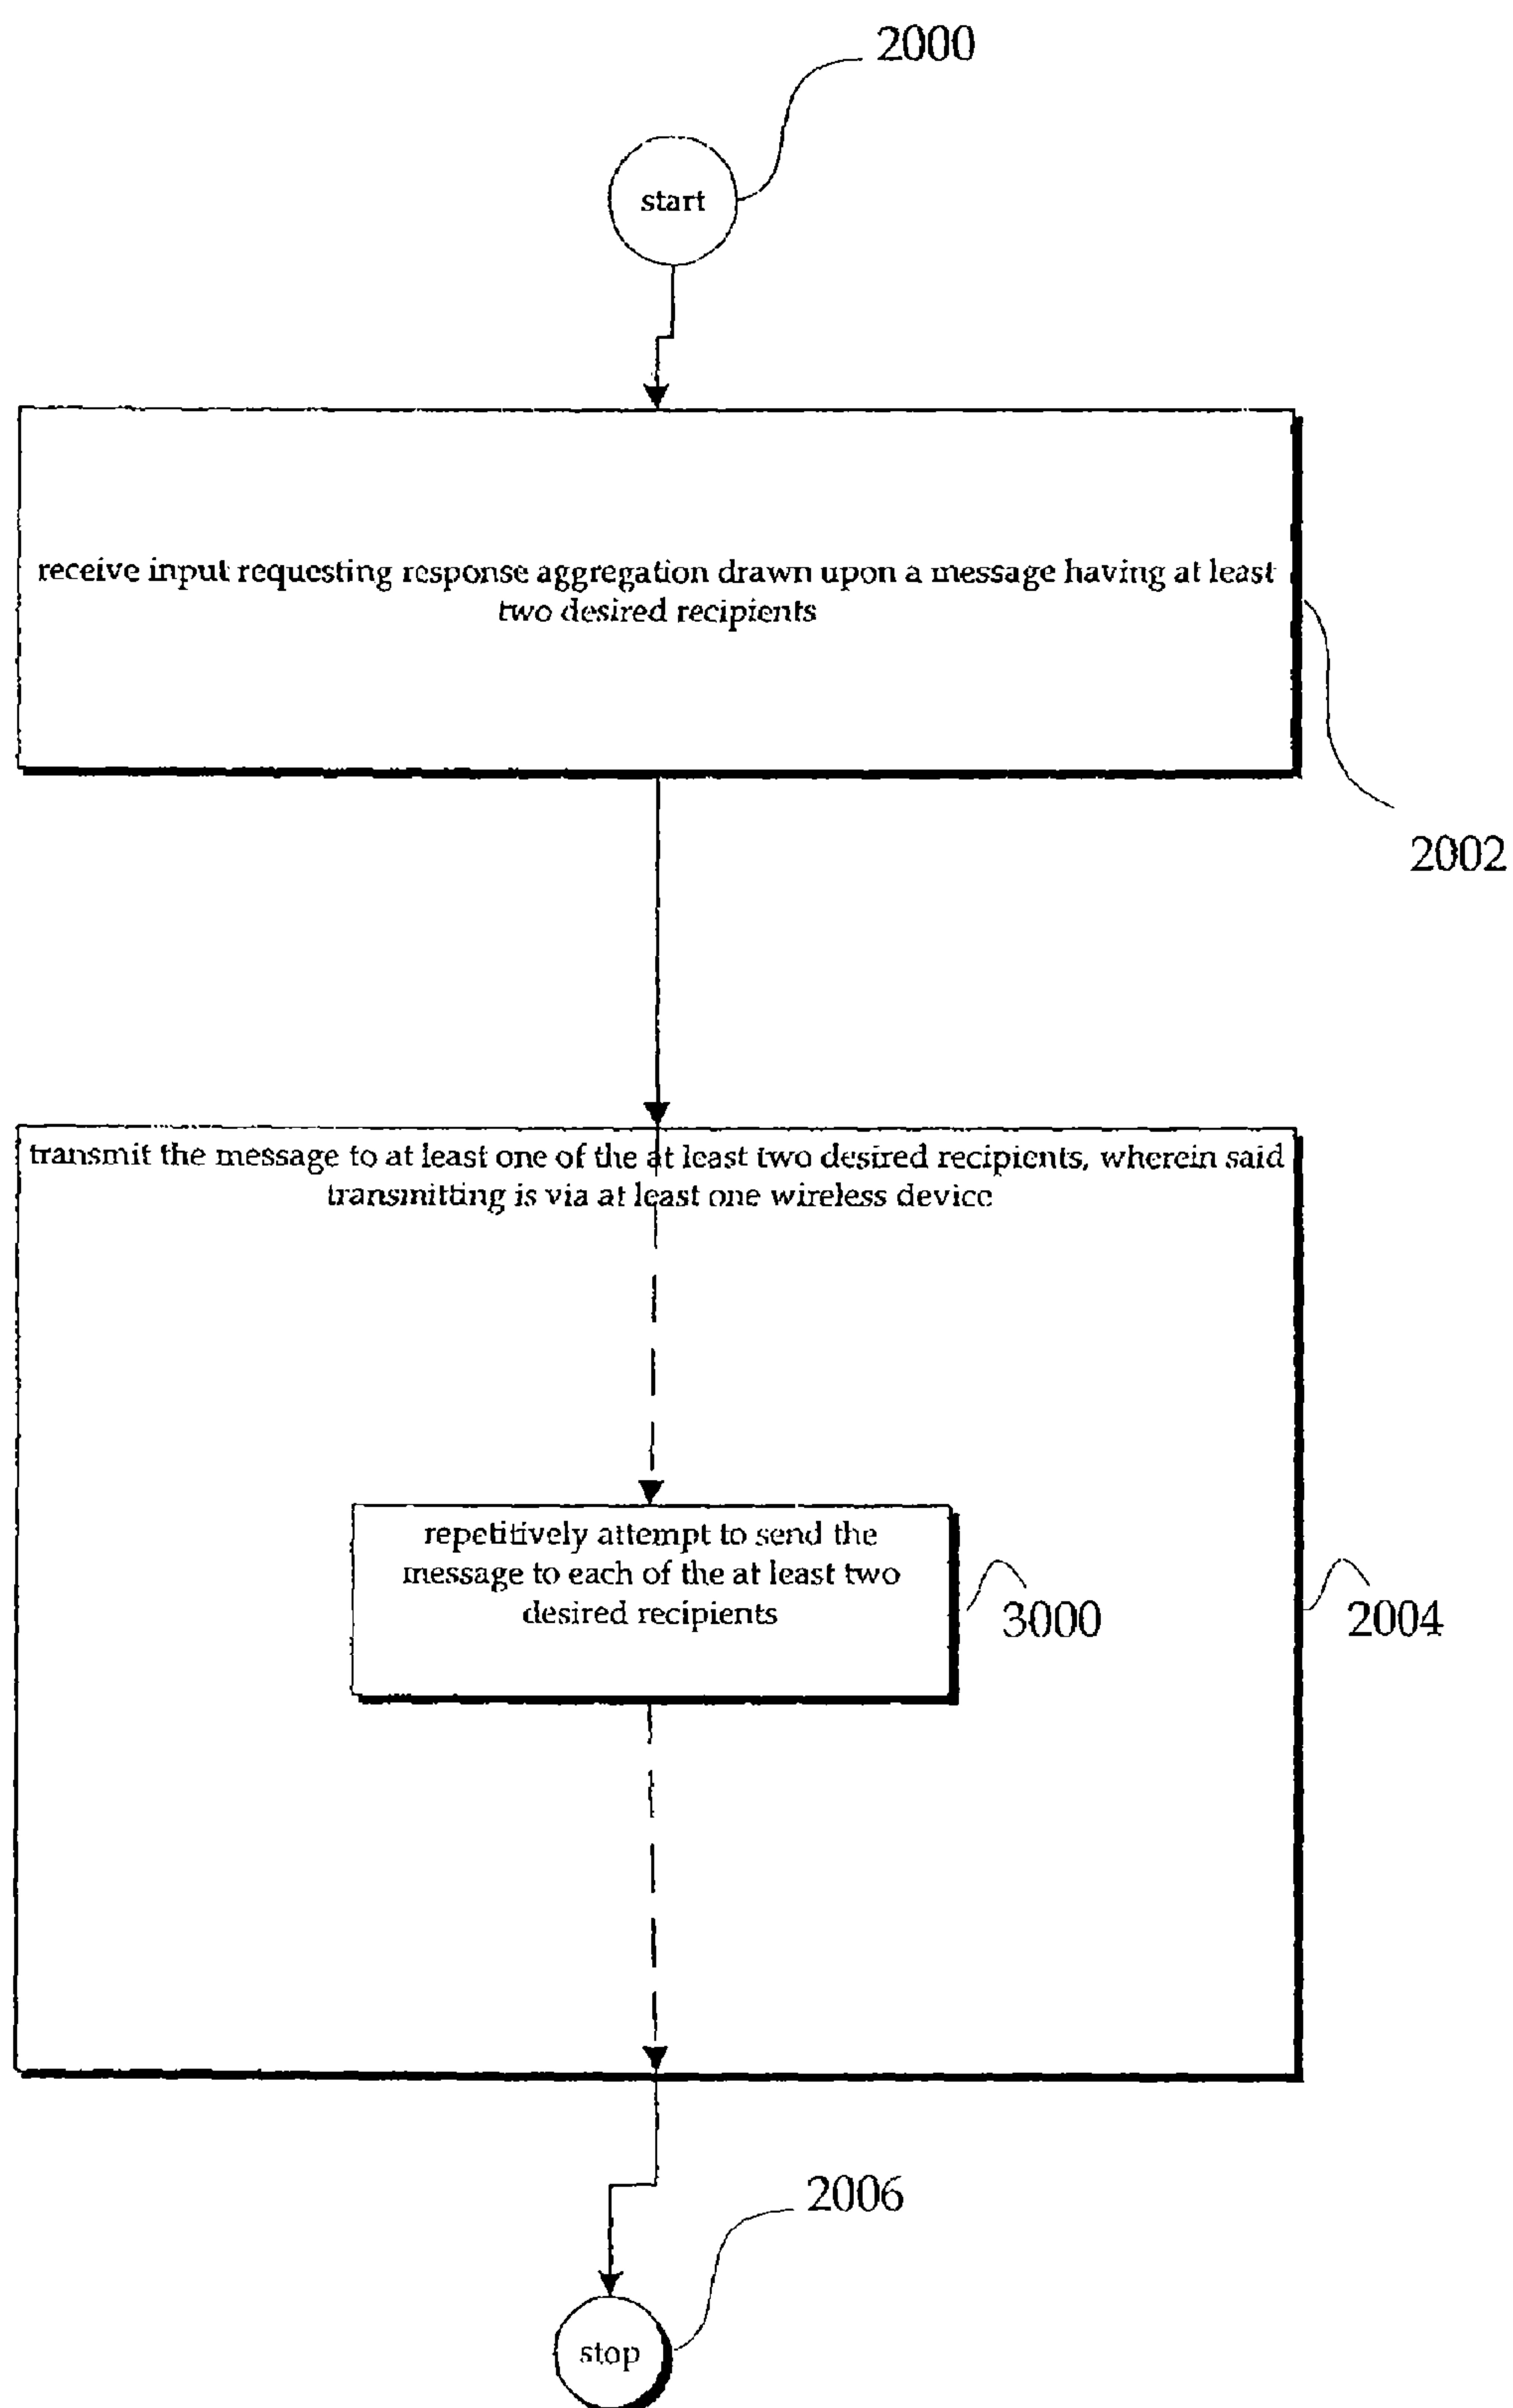 2000
start
receive input requesting response aggregation drawn upon a message having at least
two desired recipients
2002
transmit the message to at least one of the at least two desired recipients, wherein said
transmitting is via at least one wireless device
repetitively attempt to send the
message to each of the at least two
desired recipients
3000
2004
2006
stop